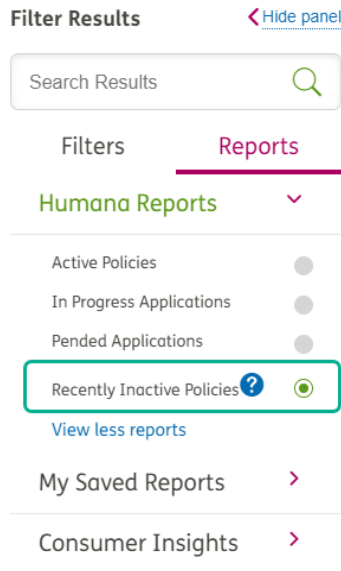 Filter Results
Hide panel
Search Results
Filters
Reports
Humana Reports
Active Policies
In Progress Applications
Pended Applications
Recently Inactive Policies ?
View less reports
My Saved Reports
Consumer Insights